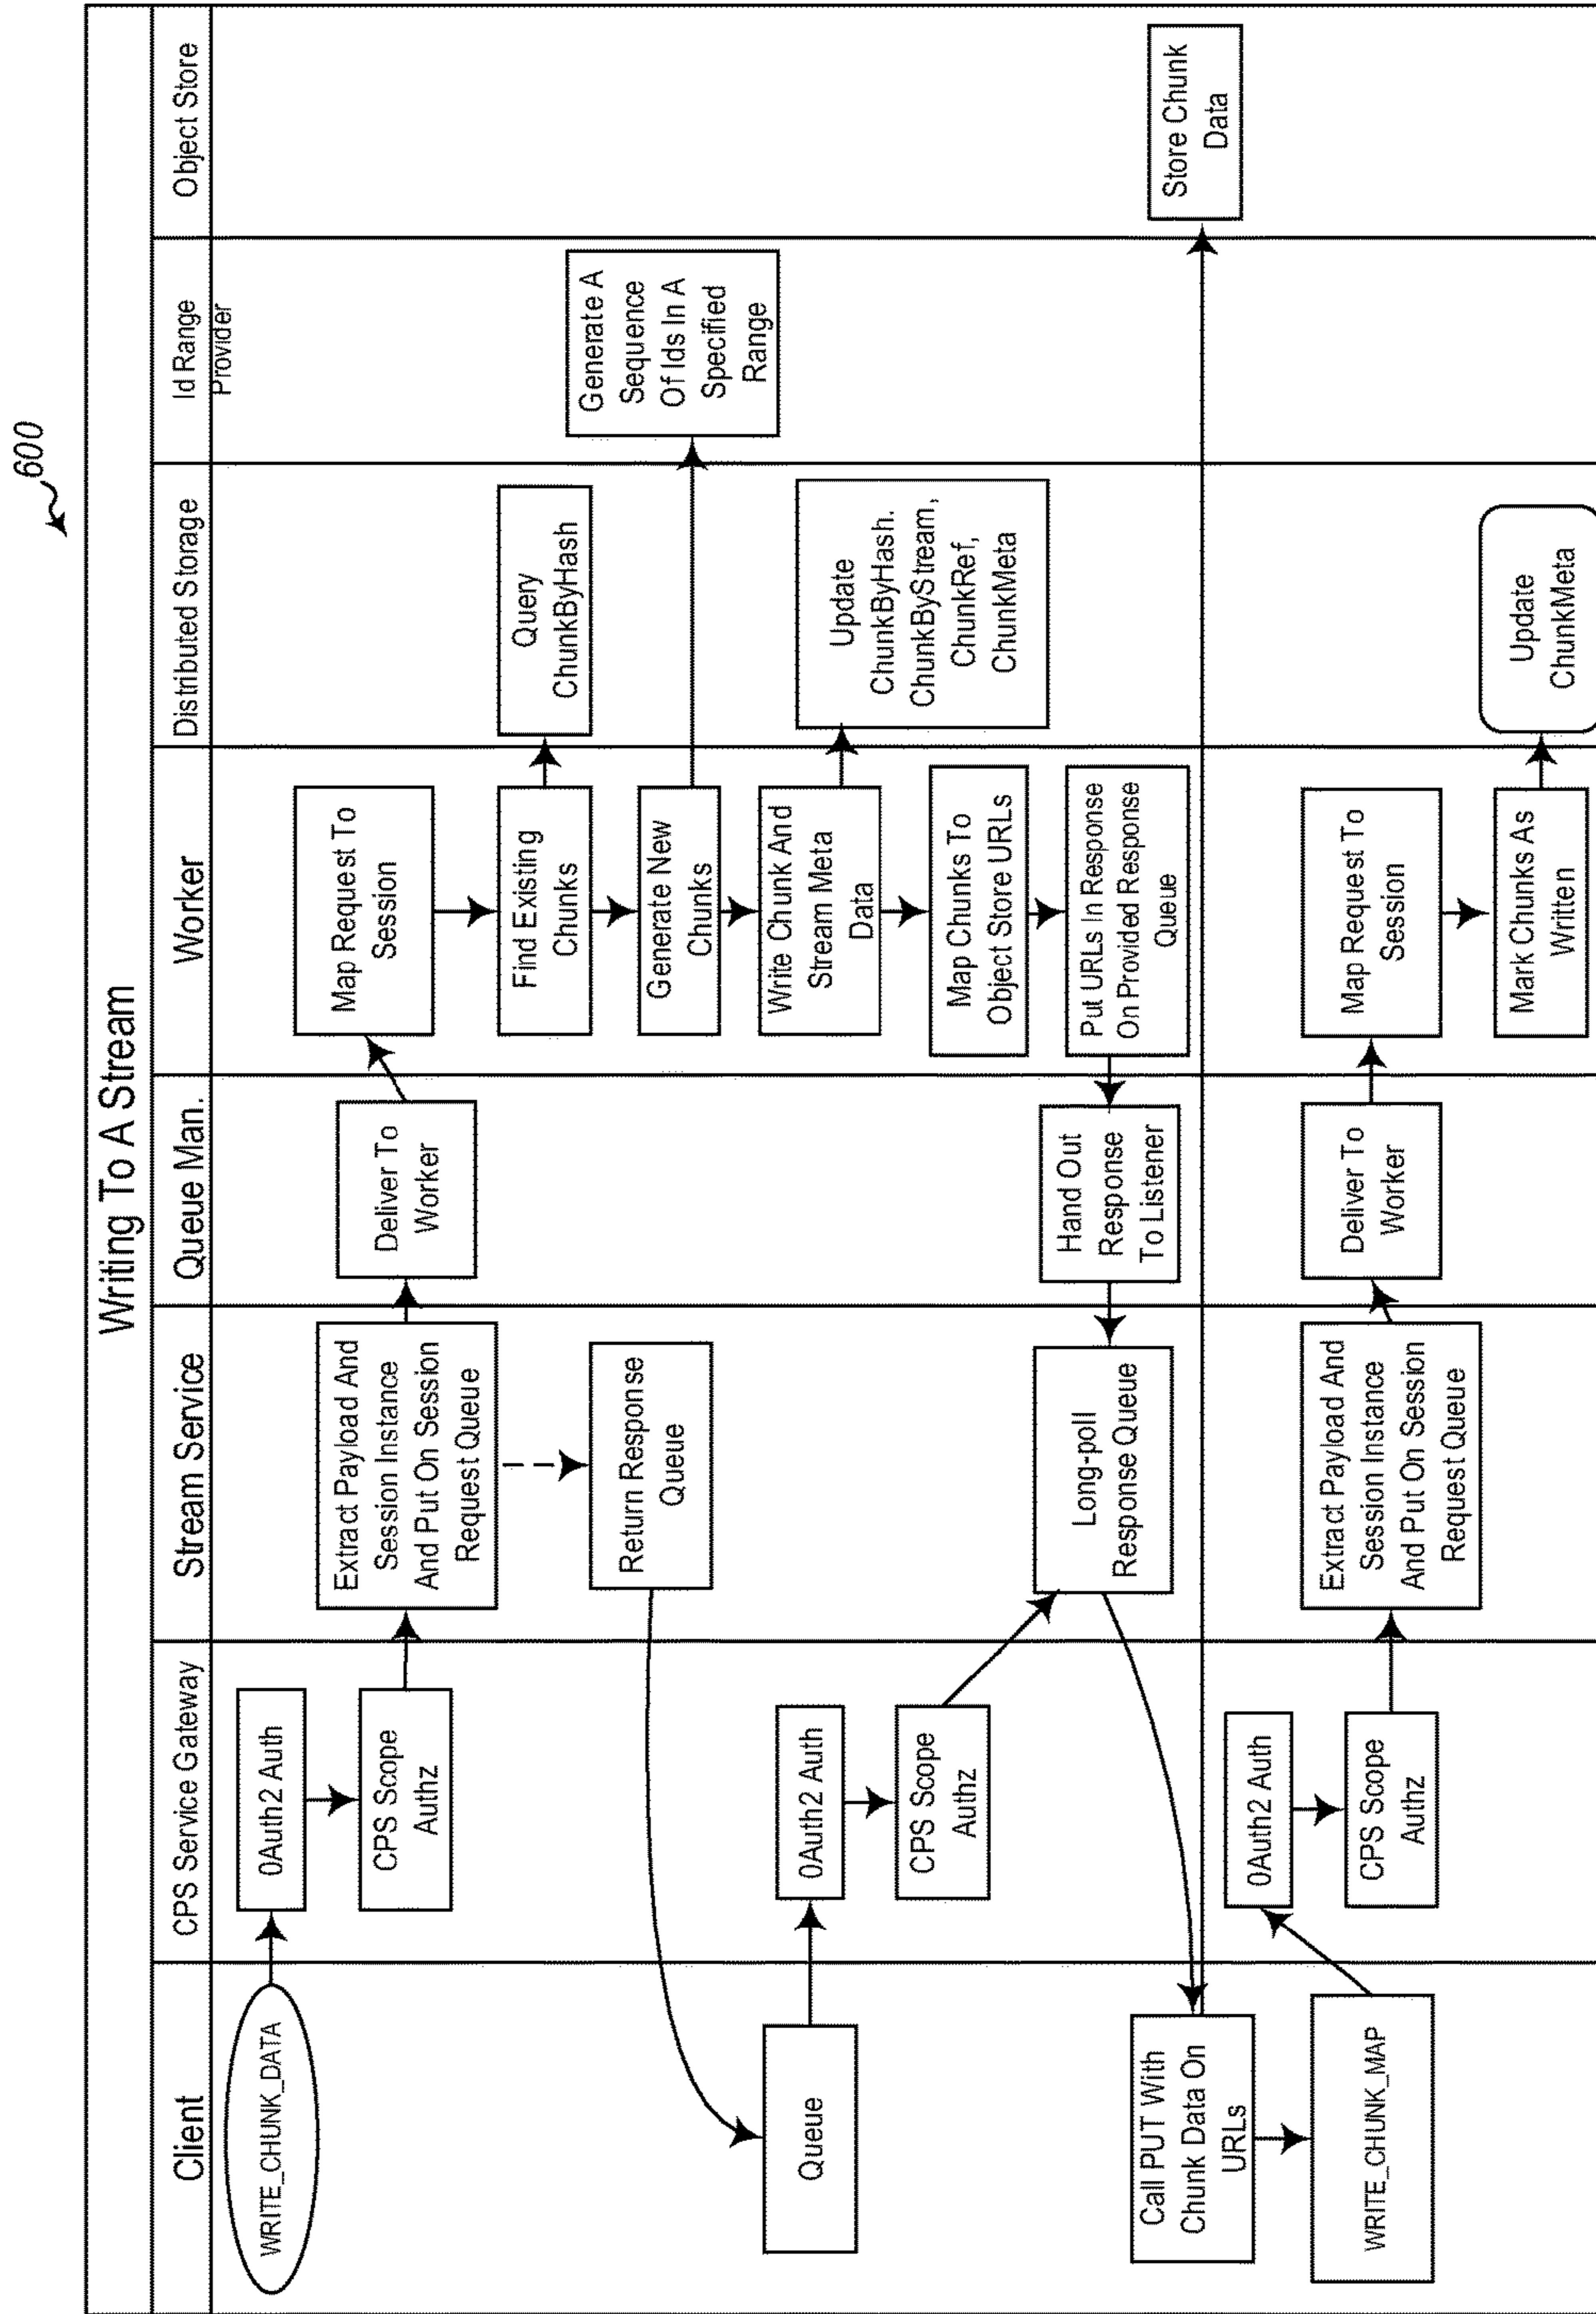 600
Writing To A Stream
Client
CPS Service Gateway
Stream Service
Queue Man.
Worker
Distributed Storage
Id Range
Provider
Object Store
WRITE_CHUNK_DATA
0Auth2 Auth
CPS Scope
Authz
Extract Payload And
Session Instance
And Put On Session
Request Queue
Deliver To
Worker
Map Request To
Session
Return Response
Queue
Find Existing
Chunks
Query
ChunkByHash
Generate New
Chunks
Generate A
Sequence
Of Ids In A
Specified
Range
Write Chunk And
Stream Meta
Data
Update
ChunkByHash.
ChunkByStream,
ChunkRef,
ChunkMeta
Map Chunks To
Object Store URLs
Put URLs In Response
On Provided Response
Queue
Queue
0Auth2 Auth
CPS Scope
Authz
Hand Out
Response
To Listener
Long-poll
Response Queue
Call PUT With
Chunk Data On
URLs
Store Chunk
Data
WRITE_CHUNK_MAP
0Auth2 Auth
CPS Scope
Authz
Extract Payload And
Session Instance
And Put On Session
Request Queue
Deliver To
Worker
Map Request To
Session
Mark Chunks As
Written
Update
ChunkMeta